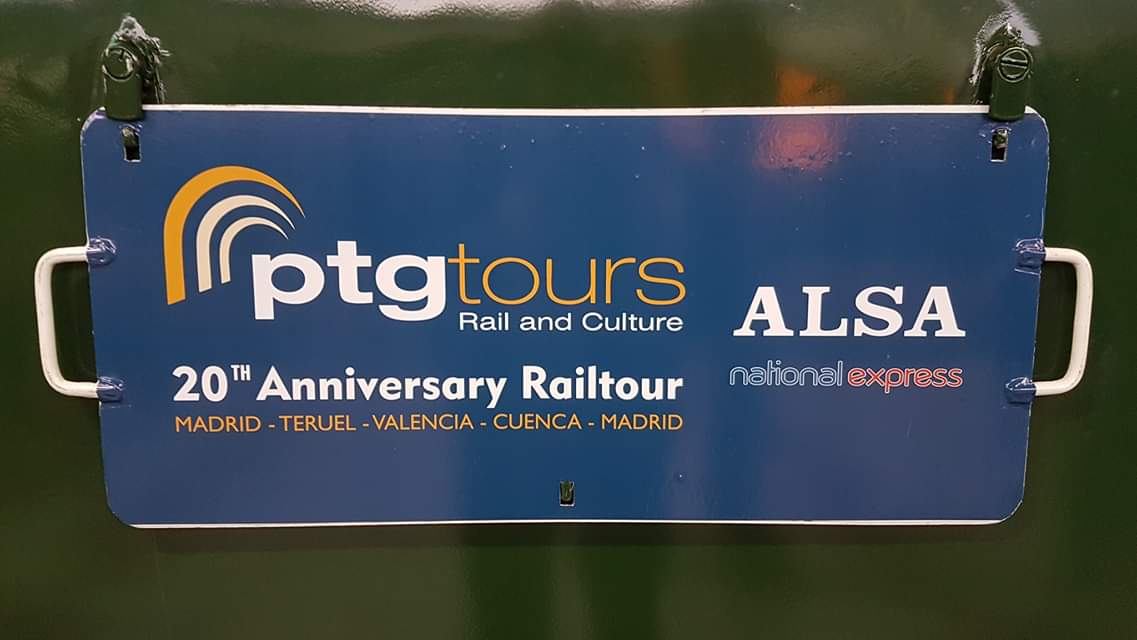 ptgtours
Rail and Culture
20TH Anniversary Railtour
MADRID - TERUEL - VALENCIA - CUENCA - MADRID
ALSA
national express